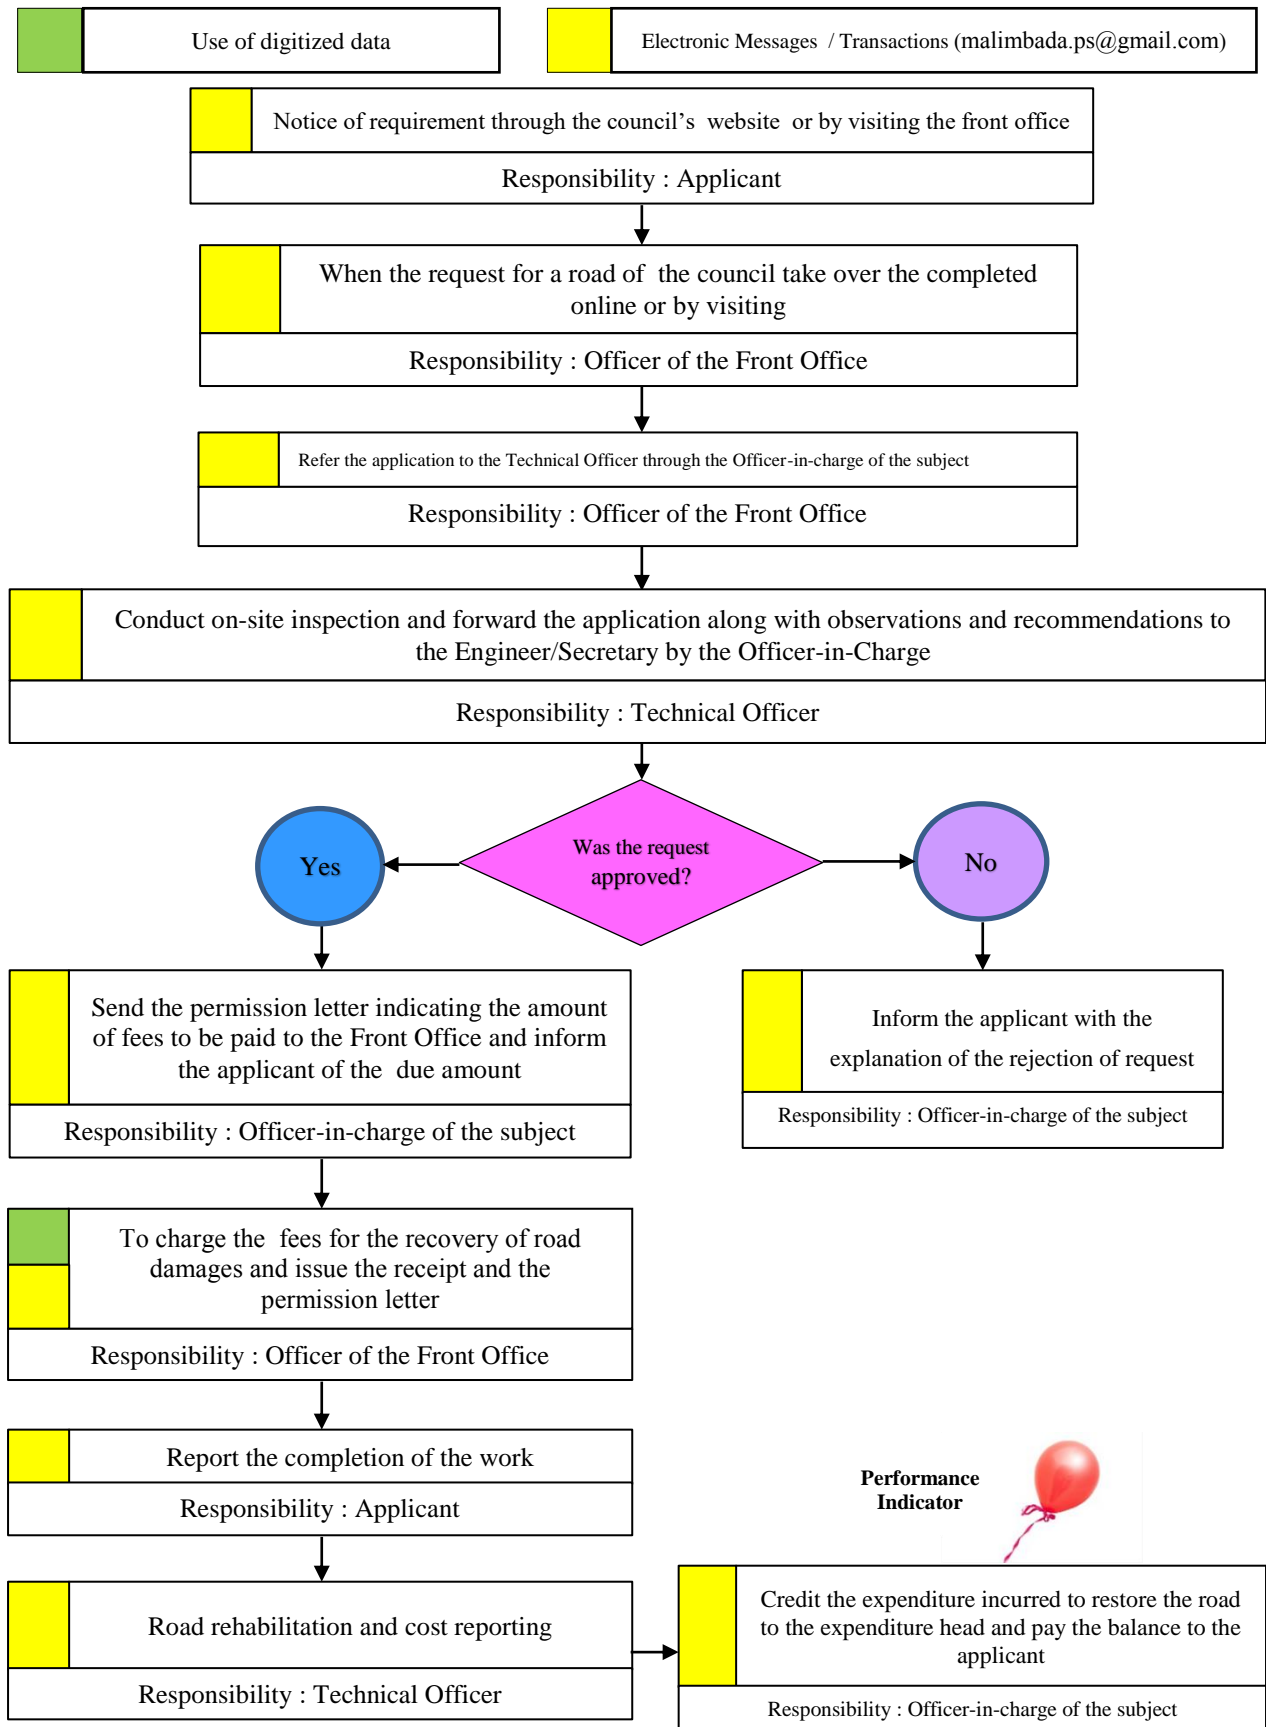 Use of digitized data
Electronic Messages / Transactions (malimbada.ps@gmail.com)
Notice of requirement through the council’s website or by visiting the front office
Responsibility : Applicant
When the request for a road of the council take over the completed
online or by visiting
Responsibility : Officer of the Front Office
Refer the application to the Technical Officer through the Officer-in-charge of the subject
Responsibility : Officer of the Front Office
Conduct on-site inspection and forward the application along with observations and recommendations to
the Engineer/Secretary by the Officer-in-Charge
Responsibility : Technical Officer
Was the request
approved?
Yes
No
Send the permission letter indicating the amount
of fees to be paid to the Front Office and inform
the applicant of the due amount
Responsibility : Officer-in-charge of the subject
Inform the applicant with the
explanation of the rejection of request
Responsibility : Officer-in-charge of the subject
To charge the fees for the recovery of road
damages and issue the receipt and the
permission letter
Responsibility : Officer of the Front Office
Report the completion of the work
Responsibility : Applicant
Performance
Indicator
Road rehabilitation and cost reporting
Responsibility : Technical Officer
Credit the expenditure incurred to restore the road
to the expenditure head and pay the balance to the
applicant
Responsibility : Officer-in-charge of the subject